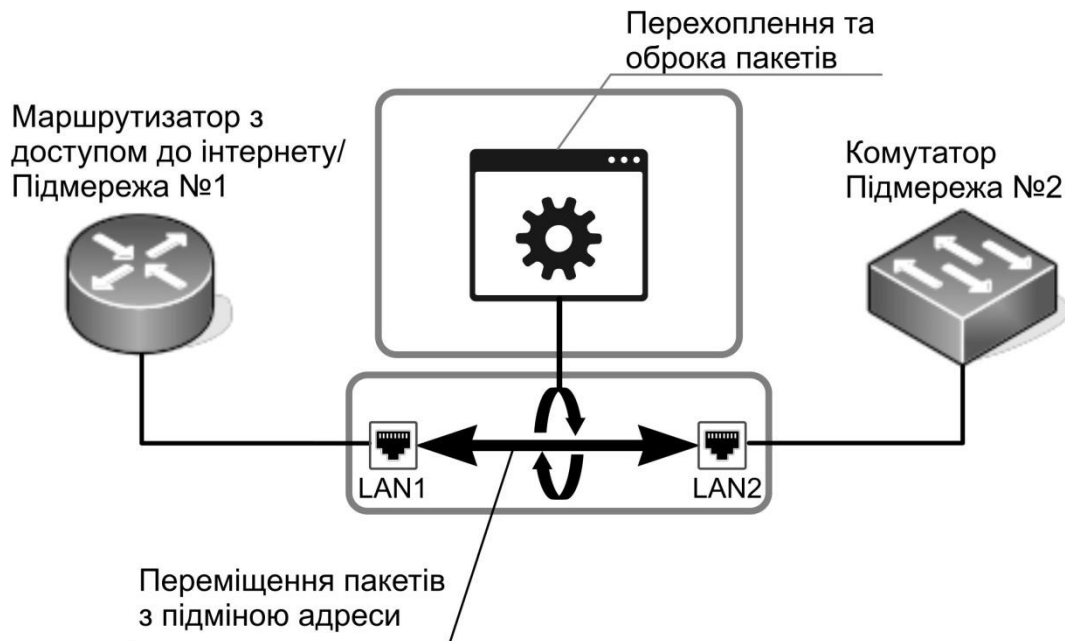 Перехоплення та
оброка пакетів
Маршрутизатор з
доступом до інтернету/
Підмережа №1
Комутатор
Підмережа №2
LAN1
LAN2
Переміщення пакетів
з підміною адреси